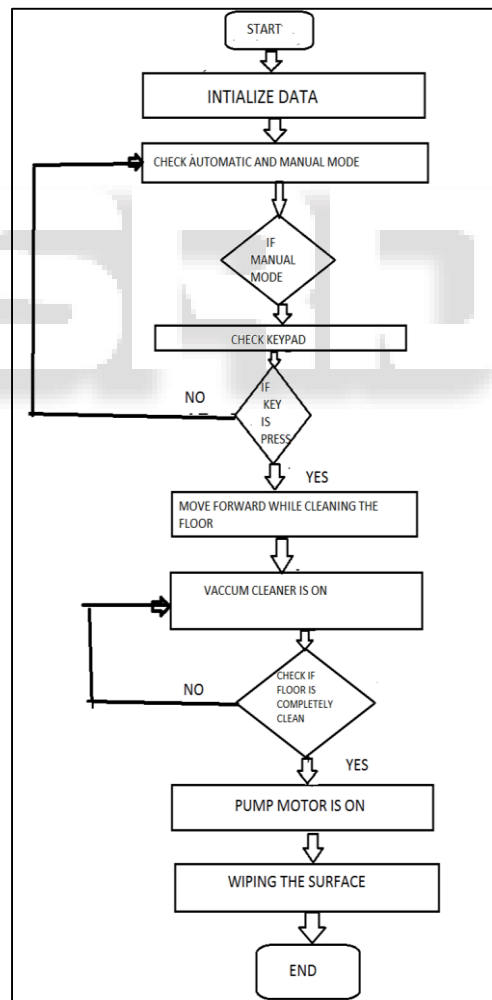 START
INTIALIZE DATA
CHECK AUTOMATIC AND MANUAL MODE
IF
MANUAL
MODE
CHECK KEYPAD
NO
IF
KEY
IS
PRESS
YES
MOVE FORWARD WHILE CLEANING THE
FLOOR
VACCUM CLEANER IS ON
CHECK IF
FLOOR IS
COMPLETELY
CLEAN
NO
YES
PUMP MOTOR IS ON
WIPING THE SURFACE
END